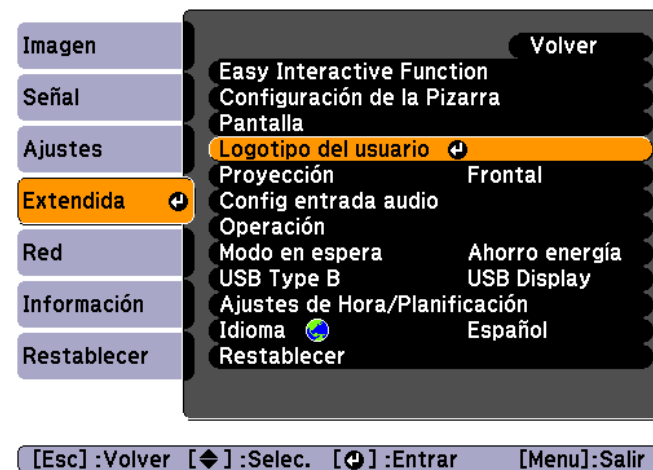 Imagen
Señal
Ajustes
Extendida
Red
Información
Restablecer
Volver
Easy Interactive Function
Configuración de la Pizarra
Pantalla
Logotipo del usuario
Proyección Frontal
Config entrada audio
Operación
Modo en espera Ahorro energía
USB Type B USB Display
Ajustes de Hora/Planificación
Idioma Español
Restablecer
[Esc] :Volver [◆] :Selec. [⏎] :Entrar [Menu]:Salir